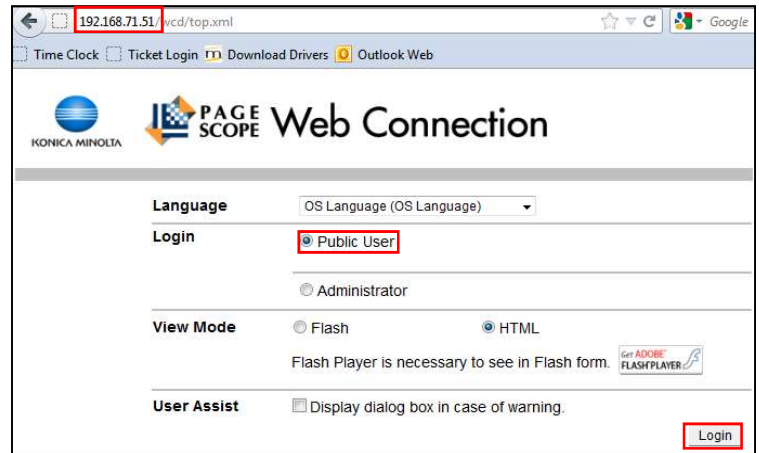 192.168.71.51/wcd/top.xml
Google
Time Clock Ticket Login m Download Drivers Outlook Web
KONICA MINOLTA
PAGE SCOPE Web Connection
Language OS Language (OS Language)
Login Public User
Administrator
View Mode Flash HTML
Flash Player is necessary to see in Flash form. Get ADOBE FLASH PLAYER
User Assist Display dialog box in case of warning.
Login